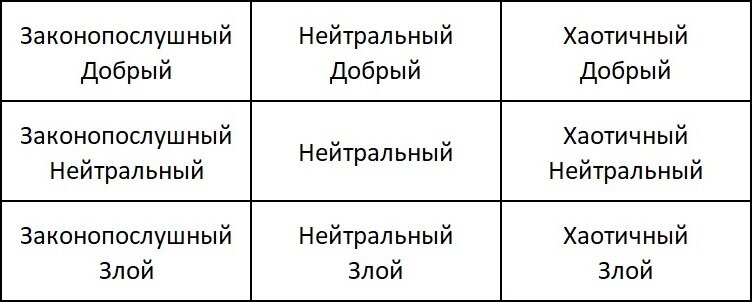 Законопослушный
Добрый
Нейтральный
Добрый
Хаотичный
Добрый
Законопослушный
Нейтральный
Нейтральный
Хаотичный
Нейтральный
Законопослушный
Злой
Нейтральный
Злой
Хаотичный
Злой